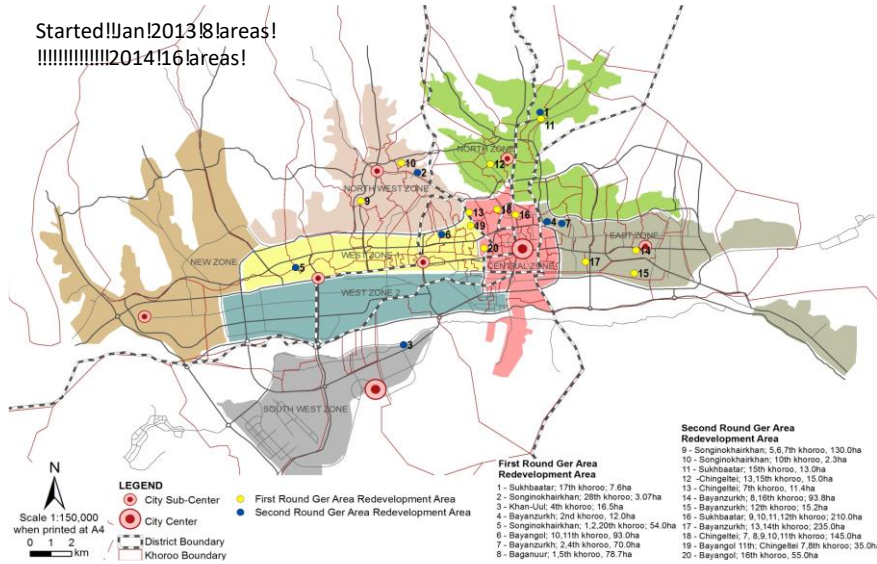 Started!!Jan!2013!8!areas!
!!!!!!!!!!!!!!2014!16!areas!
1
11
NORTH ZONE
12
10
2
NORTH WEST ZONE
9
13
18
16
4
7
19
6
EAST ZONE
14
20
NEW ZONE
WEST ZONE 1
CENTRAL ZONE
17
5
15
WEST ZONE 2
3
SOUTH WEST ZONE
N
Scale 1:150,000
when printed at A4
0 1 2
km
LEGEND
City Sub-Center
City Center
District Boundary
Khoroo Boundary
First Round Ger Area Redevelopment Area
Second Round Ger Area Redevelopment Area
First Round Ger Area
Redevelopment Area
1 - Sukhbaatar; 17th khoroo; 7.6ha
2 - Songinokhairkhan; 28th khoroo; 3.07ha
3 - Khan-Uul; 4th khoroo; 16.5ha
4 - Bayanzurkh; 2nd khoroo, 12.0ha
5 - Songinokhairkhan; 1,2,20th khoroo; 54.0ha
6 - Bayangol; 10,11th khoroo; 93.0ha
7 - Bayanzurkh; 2,4th khoroo, 70.0ha
8 - Baganuur; 1,5th khoroo, 78.7ha
Second Round Ger Area
Redevelopment Area
9 - Songinokhairkhan; 5,6,7th khoroo, 130.0ha
10 - Songinokhairkhan; 10th khoroo, 2.3ha
11 - Sukhbaatar; 15th khoroo, 13.0ha
12 -Chingeltei; 13,15th khoroo, 15.0ha
13 - Chingeltei; 7th khoroo, 11.4ha
14 - Bayanzurkh; 8,16th khoroo, 93.8ha
15 - Bayanzurkh; 12th khoroo, 15.2ha
16 - Sukhbaatar; 9,10,11,12th khoroo; 210.0ha
17 - Bayanzurkh; 13,14th khoroo; 235.0ha
18 - Chingeltei; 7, 8,9,10,11th khoroo; 145.0ha
19 - Bayangol 11th; Chingeltei 7,8th khoroo; 35.0ha
20 - Bayangol; 16th khoroo, 55.0ha